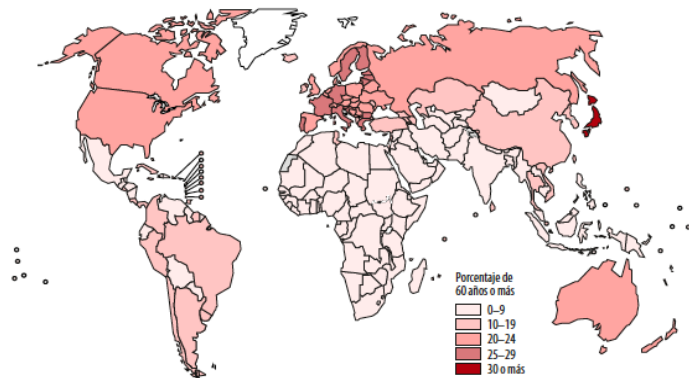 Porcentaje de
60 años o más
0–9
10–19
20–24
25–29
30 o más